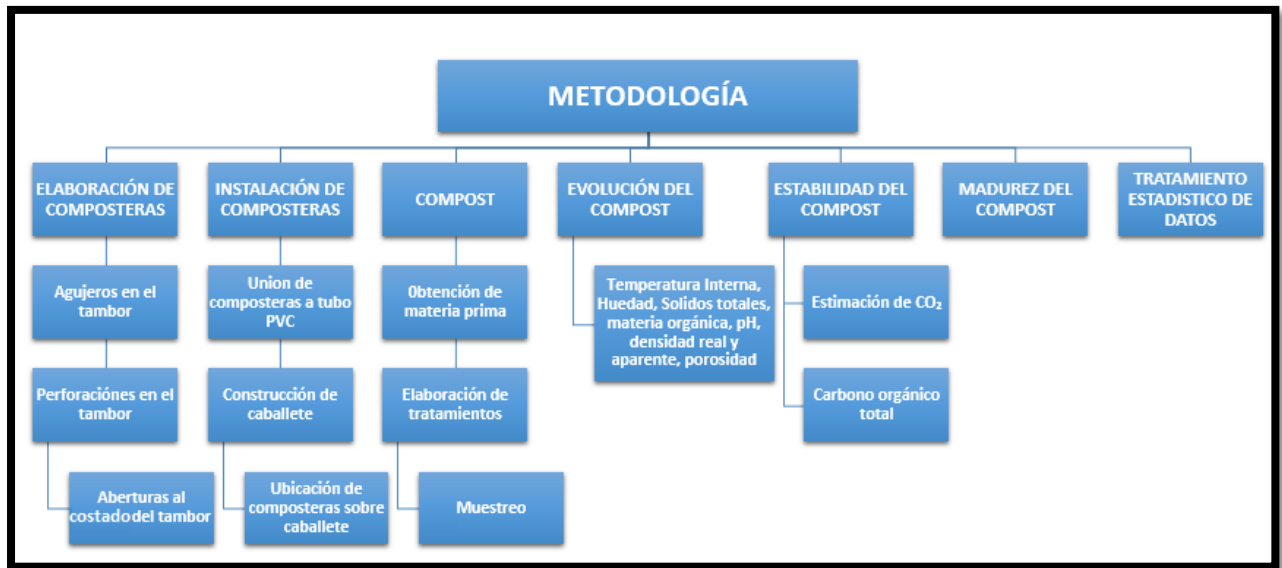 METODOLOGÍA
ELABORACIÓN DE
COMPOSTERAS
Agujeros en el
tambor
Perforaciónes en el
tambor
Aberturas al
costado del tambor
INSTALACIÓN DE
COMPOSTERAS
Union de
composteras a tubo
PVC
Construcción de
caballete
Ubicación de
composteras sobre
caballete
COMPOST
0btención de
materia prima
Elaboración de
tratamientos
Muestreo
EVOLUCIÓN DEL
COMPOST
Temperatura Interna,
Huedad, Solidos totales,
materia orgánica, pH,
densidad real y
aparente, porosidad
ESTABILIDAD DEL
COMPOST
Estimación de CO₂
Carbono orgánico
total
MADUREZ DEL
COMPOST
TRATAMIENTO
ESTADISTICO DE
DATOS